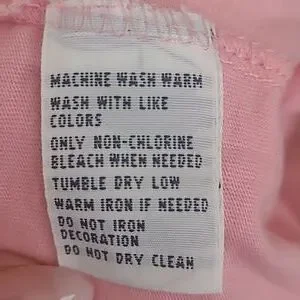 MACHINE WASH WARM
WASH WITH LIKE
COLORS
ONLY NON-CHLORINE
BLEACH WHEN NEEDED
TUMBLE DRY LOW
WARM IRON IF NEEDED
DO NOT IRON
DECORATION
DO NOT DRY CLEAN